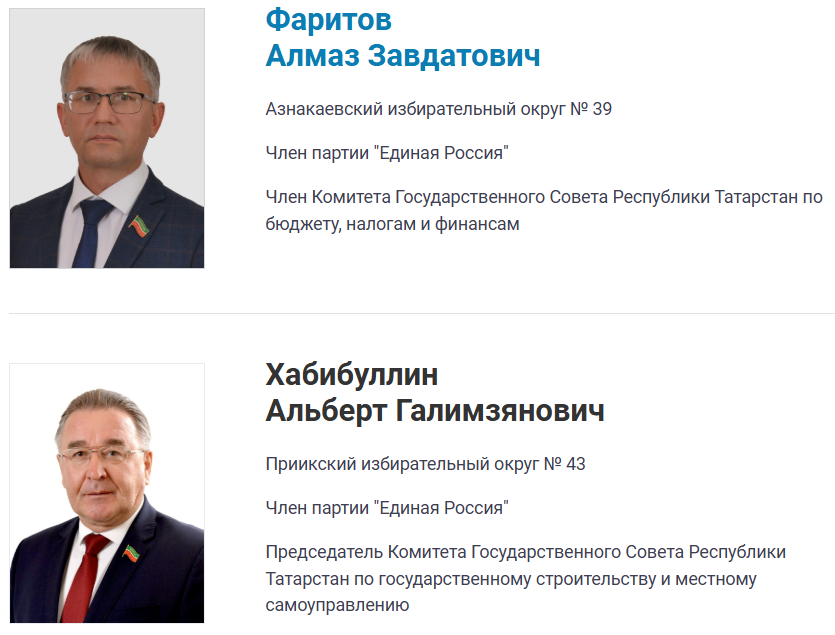 Фаритов
Алмаз Завдатович
Азнакаевский избирательный округ № 39
Член партии "Единая Россия"
Член Комитета Государственного Совета Республики Татарстан по
бюджету, налогам и финансам
Хабибуллин
Альберт Галимзянович
Приикский избирательный округ № 43
Член партии "Единая Россия"
Председатель Комитета Государственного Совета Республики
Татарстан по государственному строительству и местному
самоуправлению